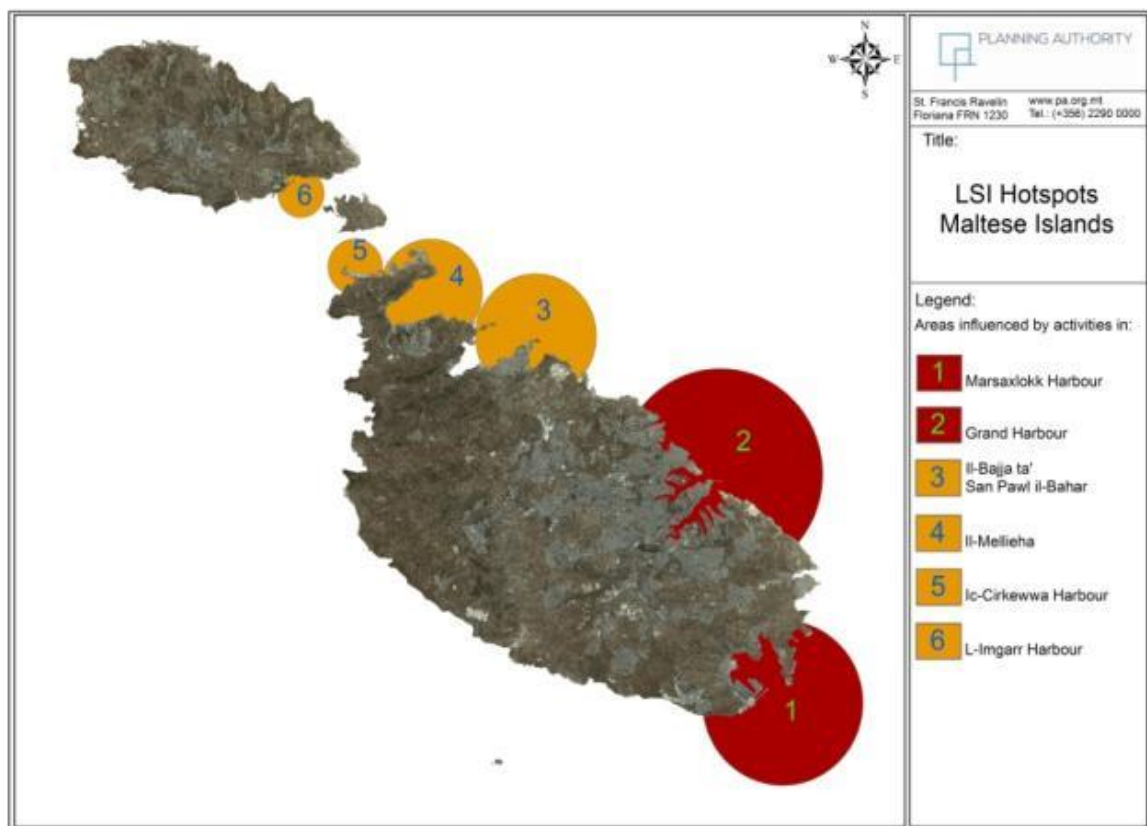 N
W E
S
6
5
4
3
2
1
PLANNING AUTHORITY
St. Francis Ravelin www.pa.org.mt
Floriana FRN 1230 Tel.: (+356) 2290 0000
Title:
LSI Hotspots
Maltese Islands
Legend:
Areas influenced by activities in:
1 Marsaxlokk Harbour
2 Grand Harbour
3 Il-Bajja ta'
San Pawl il-Bahar
4 Il-Mellieha
5 Ic-Cirkewwa Harbour
6 L-Imgarr Harbour